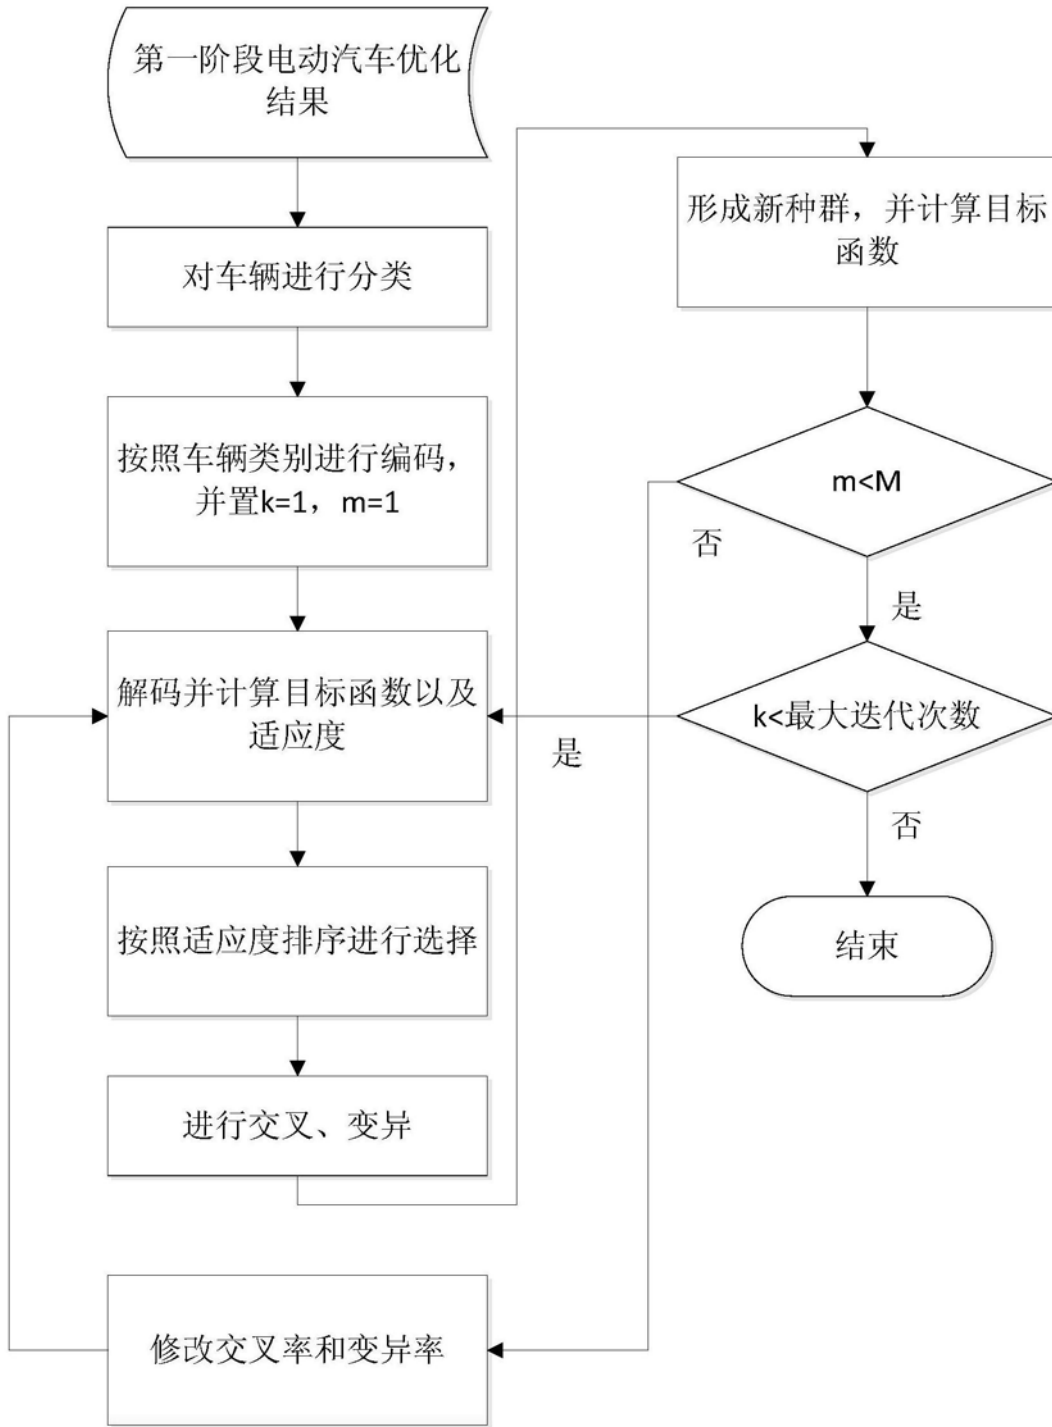 第一阶段电动汽车优化
结果
对车辆进行分类
按照车辆类别进行编码，
并置k=1，m=1
解码并计算目标函数以及
适应度
按照适应度排序进行选择
进行交叉、变异
修改交叉率和变异率
形成新种群，并计算目标
函数
m<M
否
是
k<最大迭代次数
是
否
结束